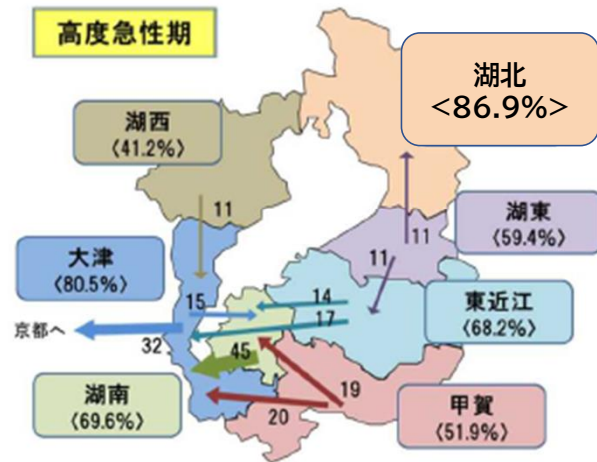 高度急性期
湖北
<86.9%>
湖西
〈41.2%〉
11
湖東
〈59.4%〉
11
11
大津
〈80.5%〉
15
14
東近江
〈68.2%〉
京都へ
17
32
45
湖南
〈69.6%〉
19
20
甲賀
〈51.9%〉